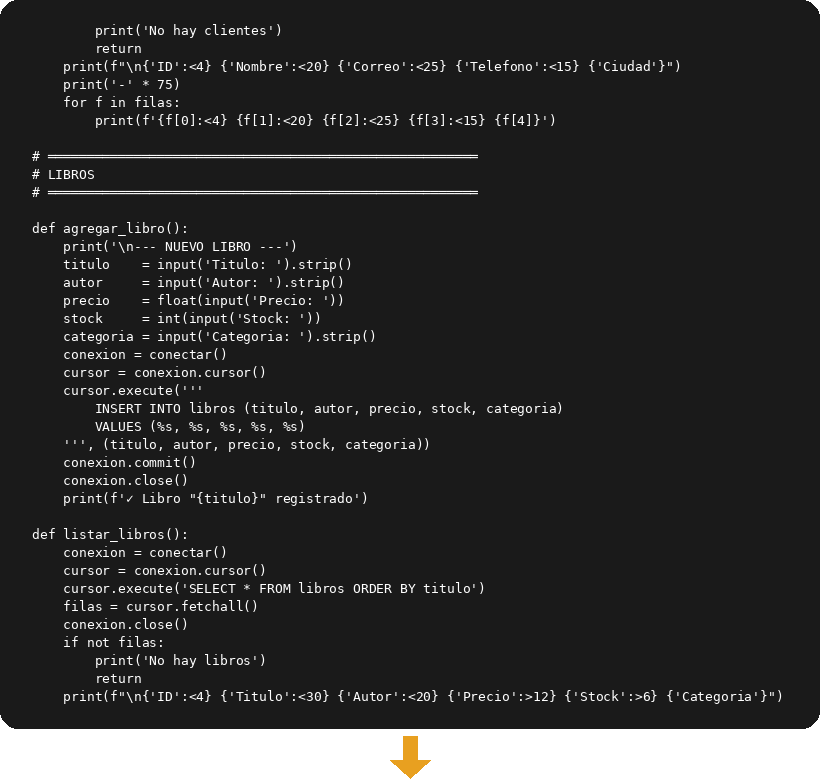 print('No hay clientes')
        return
    print(f"\n{'ID':<4} {'Nombre':<20} {'Correo':<25} {'Telefono':<15} {'Ciudad'}")
    print('-' * 75)
    for f in filas:
        print(f'{f[0]:<4} {f[1]:<20} {f[2]:<25} {f[3]:<15} {f[4]}')

# ═══════════════════════════════════════════════════════
# LIBROS
# ═══════════════════════════════════════════════════════

def agregar_libro():
    print('\n--- NUEVO LIBRO ---')
    titulo    = input('Titulo: ').strip()
    autor     = input('Autor: ').strip()
    precio    = float(input('Precio: '))
    stock     = int(input('Stock: '))
    categoria = input('Categoria: ').strip()
    conexion = conectar()
    cursor = conexion.cursor()
    cursor.execute('''
        INSERT INTO libros (titulo, autor, precio, stock, categoria)
        VALUES (%s, %s, %s, %s, %s)
    ''', (titulo, autor, precio, stock, categoria))
    conexion.commit()
    conexion.close()
    print(f'✓ Libro "{titulo}" registrado')

def listar_libros():
    conexion = conectar()
    cursor = conexion.cursor()
    cursor.execute('SELECT * FROM libros ORDER BY titulo')
    filas = cursor.fetchall()
    conexion.close()
    if not filas:
        print('No hay libros')
        return
    print(f"\n{'ID':<4} {'Titulo':<30} {'Autor':<20} {'Precio':>12} {'Stock':>6} {'Categoria'}")